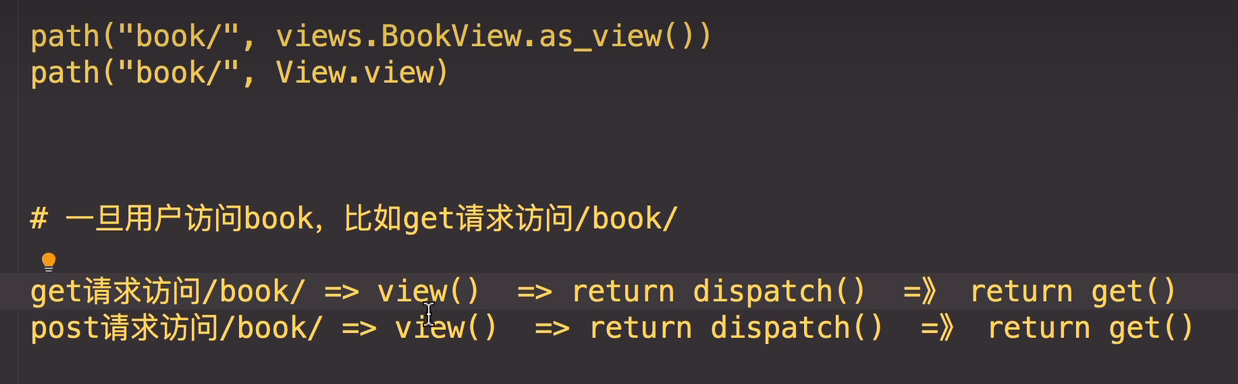 path("book/", views.BookView.as_view())
path("book/", View.view)
# 一旦用户访问book，比如get请求访问/book/
get请求访问/book/ => view()  => return dispatch()  =》 return get()
post请求访问/book/ => view()  => return dispatch()  =》 return get()